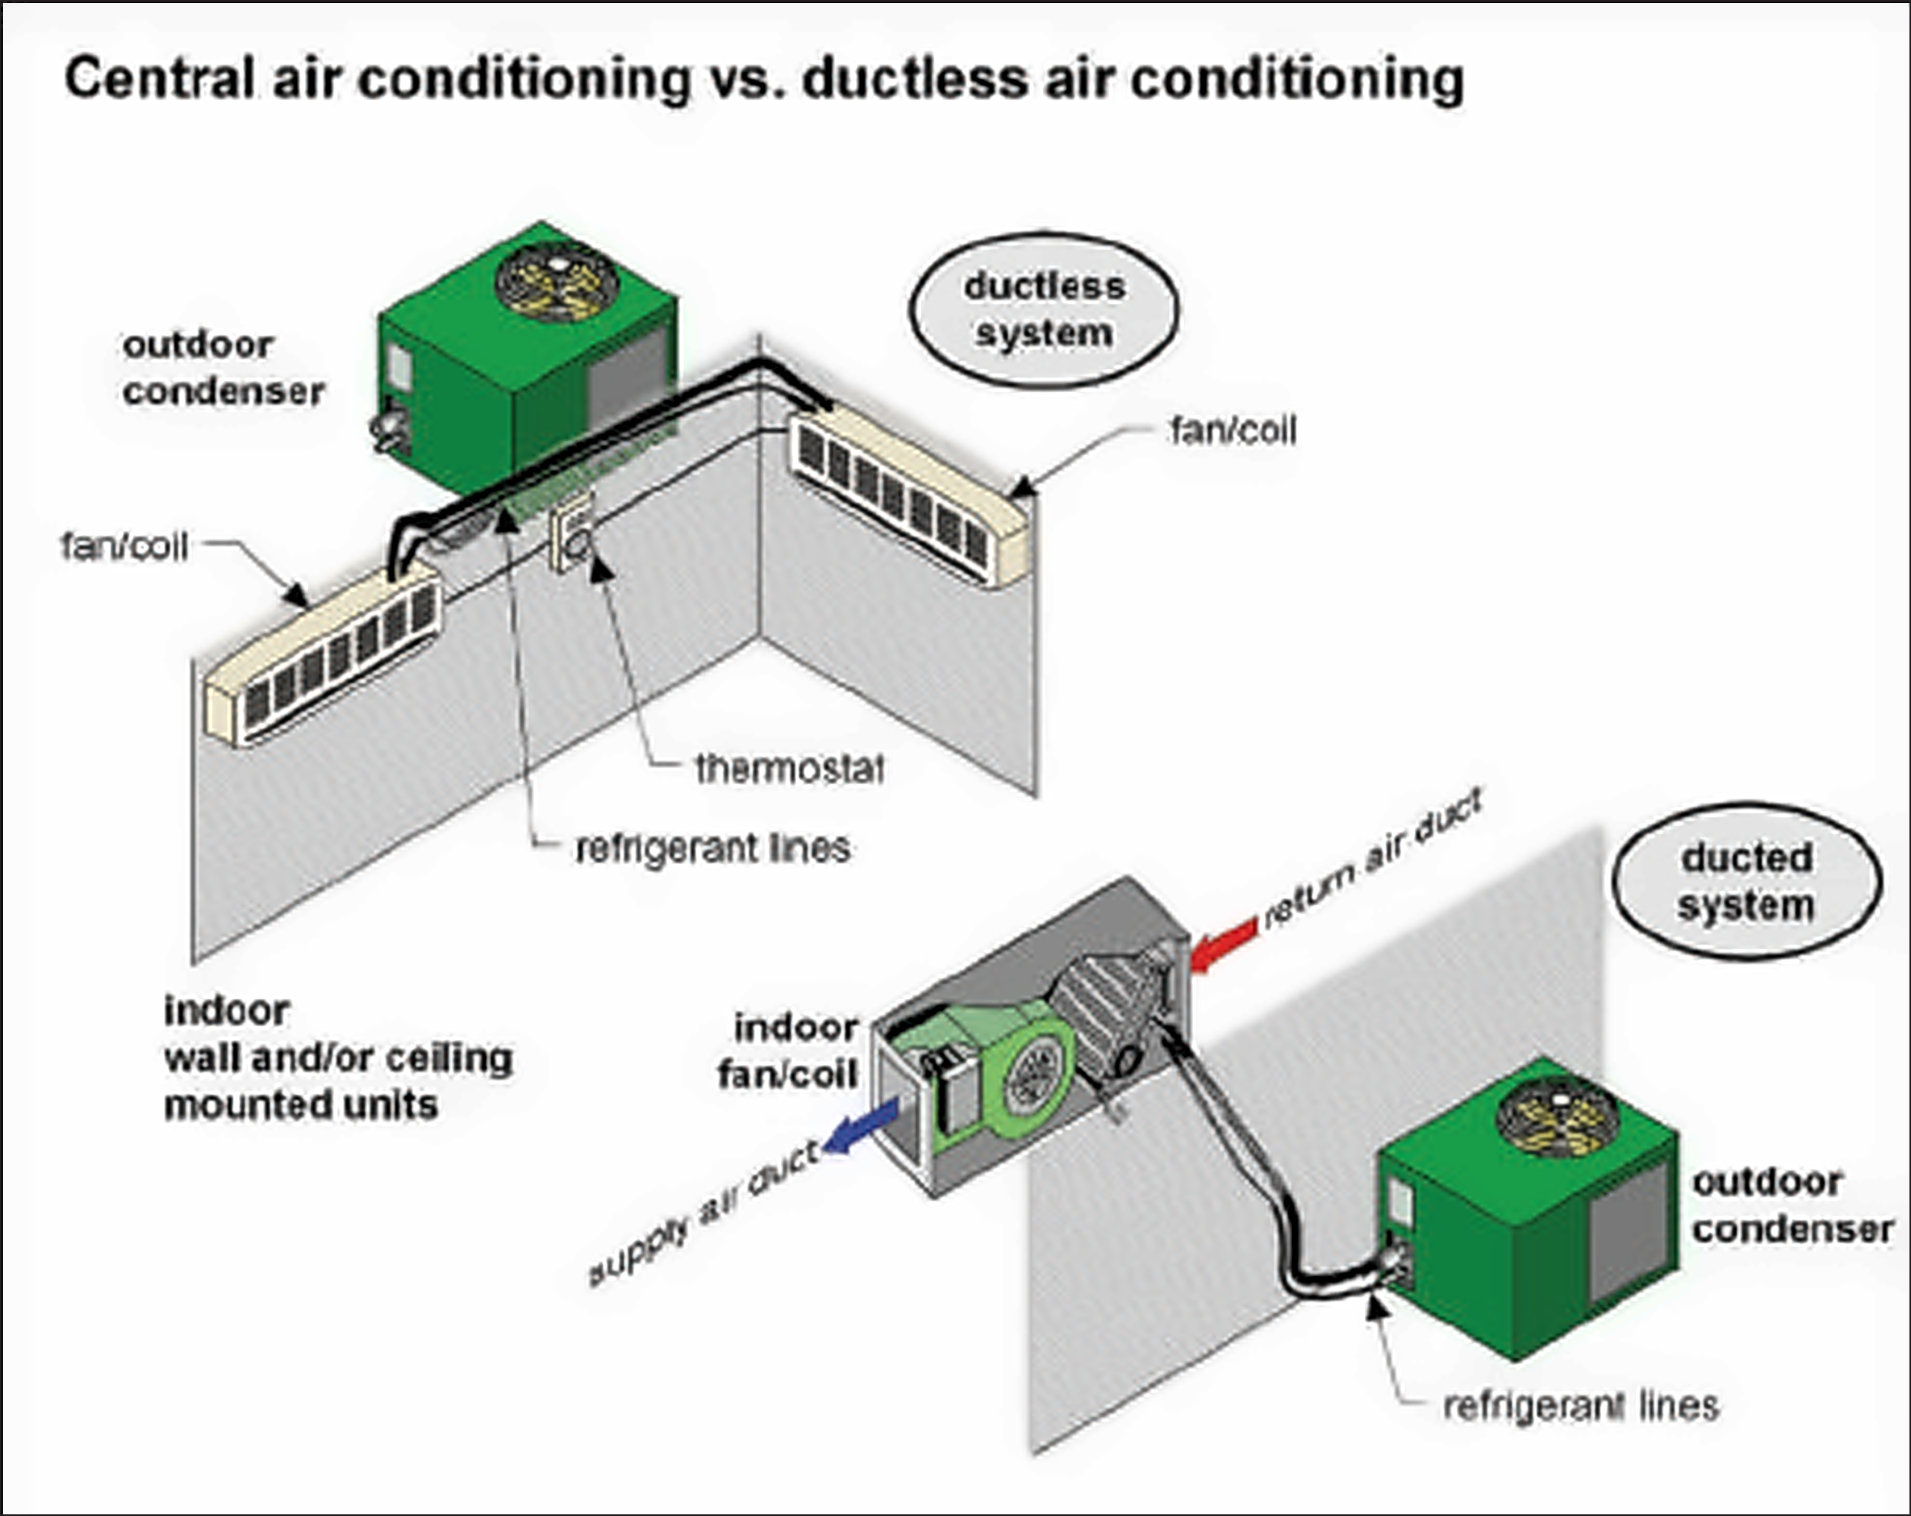 Central air conditioning vs. ductless air conditioning
ductless
system
outdoor
condenser
fan/coil
fan/coil
thermostat
refrigerant lines
indoor
wall and/or ceiling
mounted units
return air duct
ducted
system
indoor
fan/coil
supply air duct
outdoor
condenser
refrigerant lines